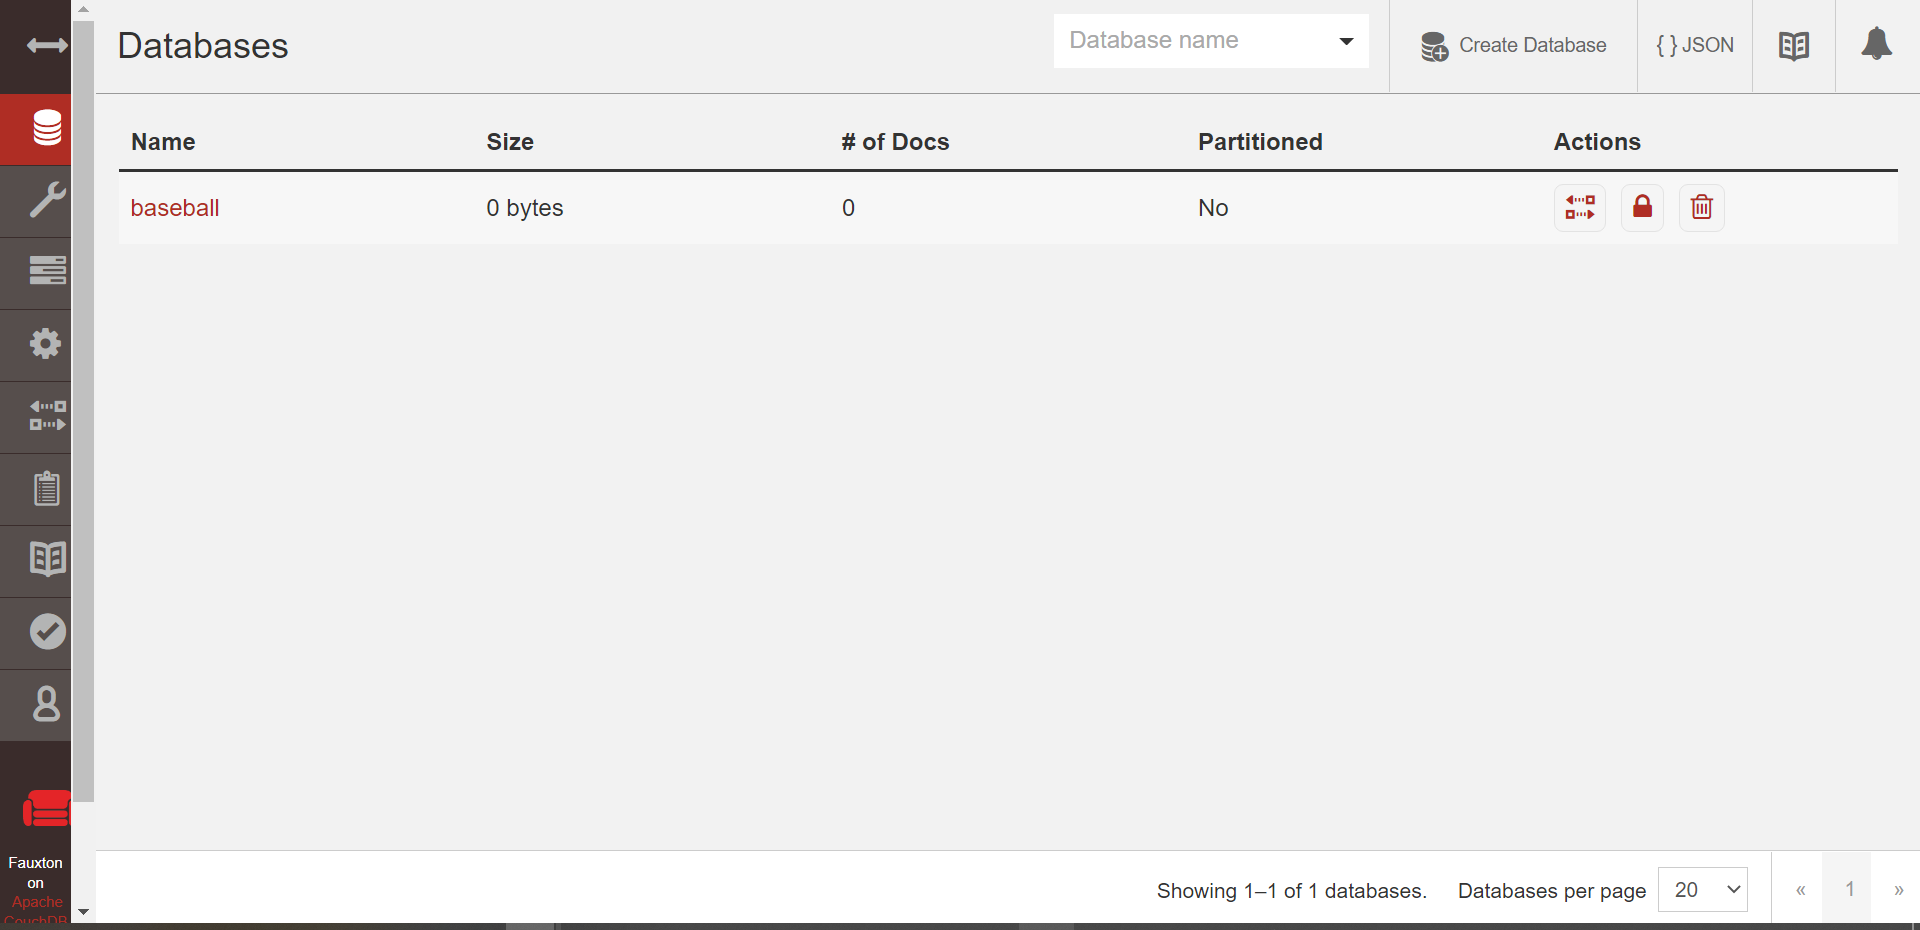 Databases
Database name
Create Database
{ } JSON
Name Size # of Docs Partitioned Actions
baseball 0 bytes 0 No
Fauxton
on
Apache
CouchDB
Showing 1–1 of 1 databases. Databases per page 20 « 1 »